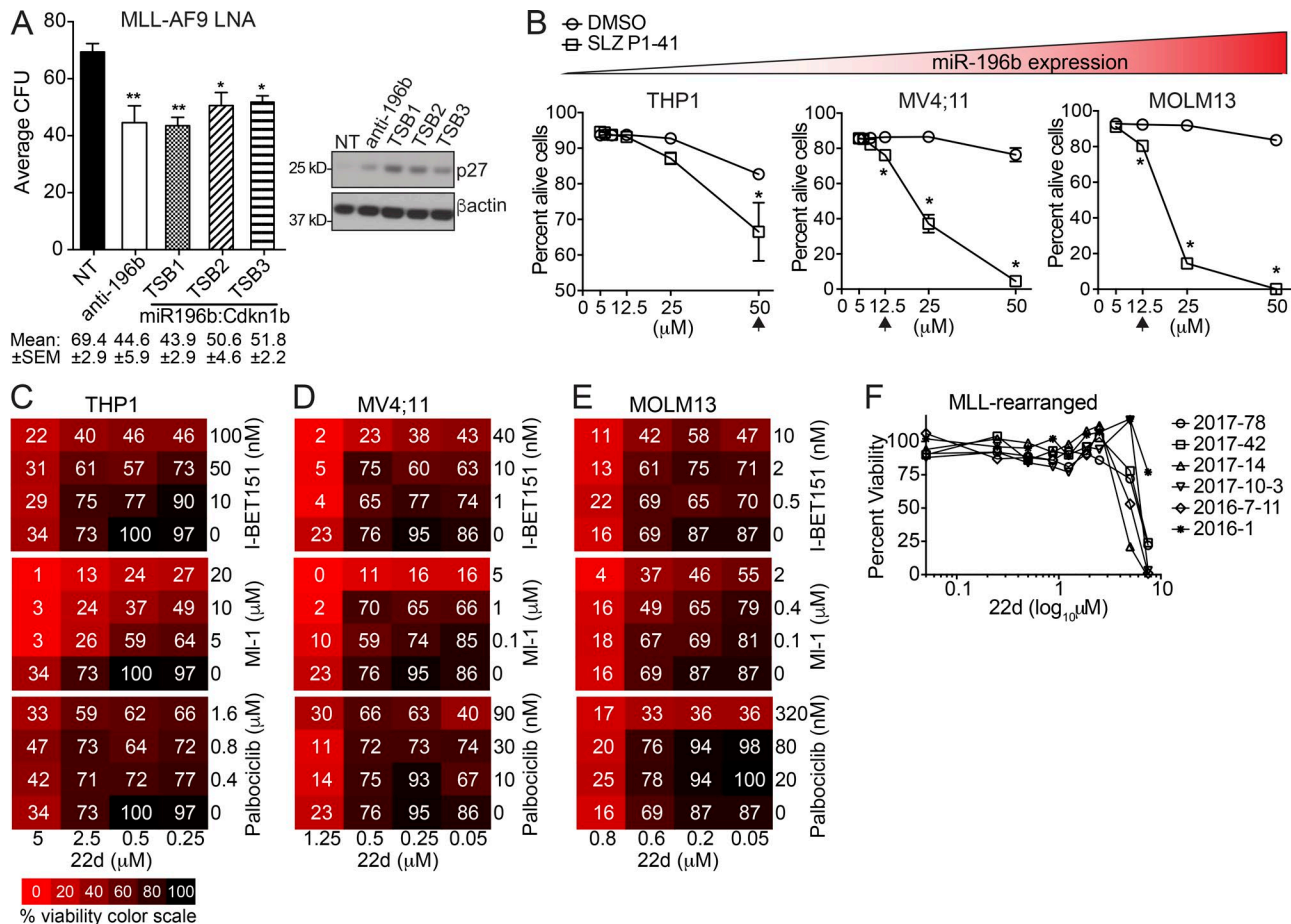 A
MLL-AF9 LNA
Average CFU
80
60
40
20
0
** ** * *
NT
anti-196b
TSB1
TSB2
TSB3
miR196b:Cdkn1b
Mean: 69.4 44.6 43.9 50.6 51.8
±SEM ±2.9 ±5.9 ±2.9 ±4.6 ±2.2
NT anti-196b TSB1 TSB2 TSB3
25 kD p27
37 kD βactin
B
DMSO
SLZ P1-41
miR-196b expression
THP1
Percent alive cells
100
90
80
70
60
50
*
0 5 12.5 25 50
(µM)
MV4;11
Percent alive cells
100
80
60
40
20
0
* * *
0 5 12.5 25 50
(µM)
MOLM13
Percent alive cells
100
80
60
40
20
0
* * *
0 5 12.5 25 50
(µM)
C
THP1
22 40 46 46 100
31 61 57 73 50
29 75 77 90 10
34 73 100 97 0
I-BET151 (nM)
1 13 24 27 20
3 24 37 49 10
3 26 59 64 5
34 73 100 97 0
MI-1 (µM)
33 59 62 66 1.6
47 73 64 72 0.8
42 71 72 77 0.4
34 73 100 97 0
Palbociclib (µM)
5 2.5 0.5 0.25
22d (µM)
0 20 40 60 80 100
% viability color scale
D
MV4;11
2 23 38 43 40
5 75 60 63 10
4 65 77 74 1
23 76 95 86 0
I-BET151 (nM)
0 11 16 16 5
2 70 65 66 1
10 59 74 85 0.1
23 76 95 86 0
MI-1 (µM)
30 66 63 40 90
11 72 73 74 30
14 75 93 67 10
23 76 95 86 0
Palbociclib (nM)
1.25 0.5 0.25 0.05
22d (µM)
E
MOLM13
11 42 58 47 10
13 61 75 71 2
22 69 65 70 0.5
16 69 87 87 0
I-BET151 (nM)
4 37 46 55 2
16 49 65 79 0.4
18 67 69 81 0.1
16 69 87 87 0
MI-1 (µM)
17 33 36 36 320
20 76 94 98 80
25 78 94 100 20
16 69 87 87 0
Palbociclib (nM)
0.8 0.6 0.2 0.05
22d (µM)
F
MLL-rearranged
Percent Viability
100
75
50
25
0
0.1 1 10
22d (log₁₀µM)
2017-78
2017-42
2017-14
2017-10-3
2016-7-11
2016-1